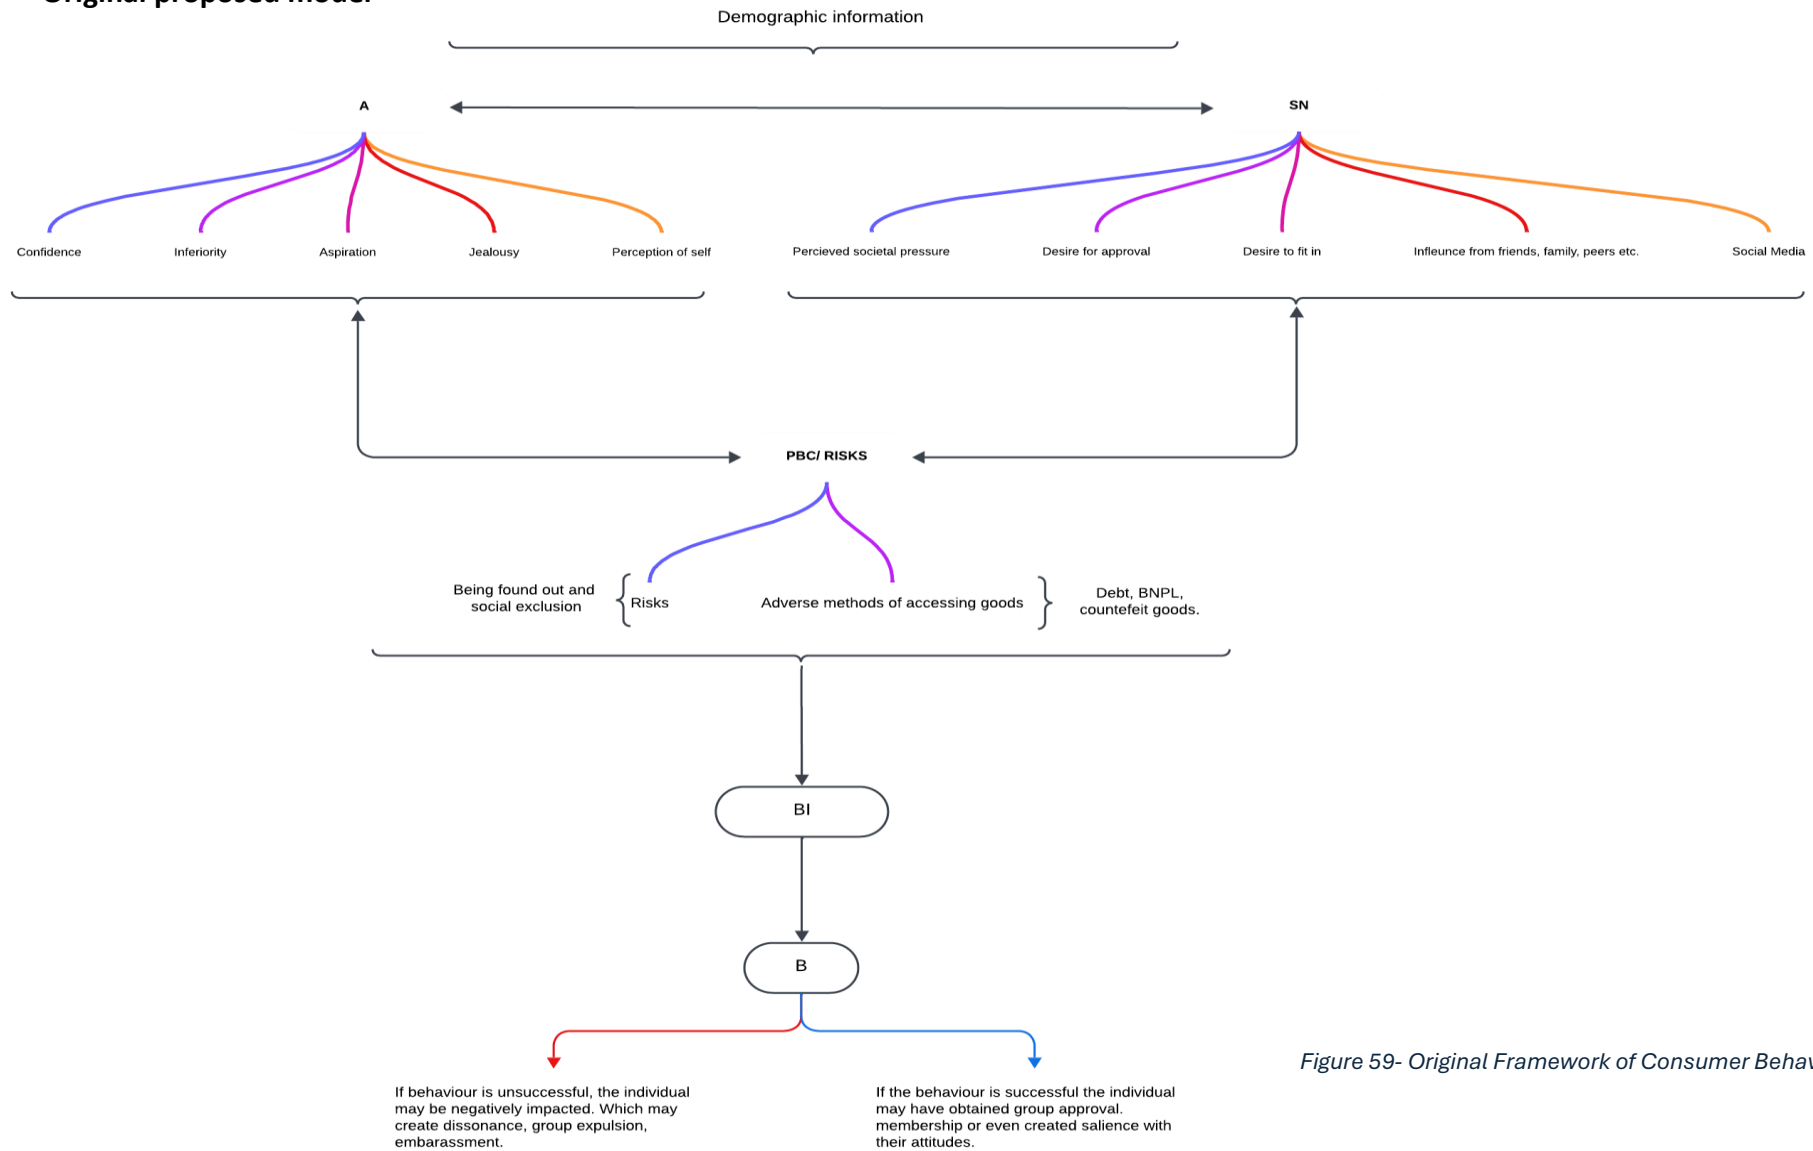 Original proposed model
Demographic information
A
SN
Confidence
Inferiority
Aspiration
Jealousy
Perception of self
Percieved societal pressure
Desire for approval
Desire to fit in
Infleunce from friends, family, peers etc.
Social Media
PBC/ RISKS
Being found out and
social exclusion
Risks
Adverse methods of accessing goods
Debt, BNPL,
countefeit goods.
BI
B
If behaviour is unsuccessful, the individual
may be negatively impacted. Which may
create dissonance, group expulsion,
embarassment.
If the behaviour is successful the individual
may have obtained group approval.
membership or even created salience with
their attitudes.
Figure 59- Original Framework of Consumer